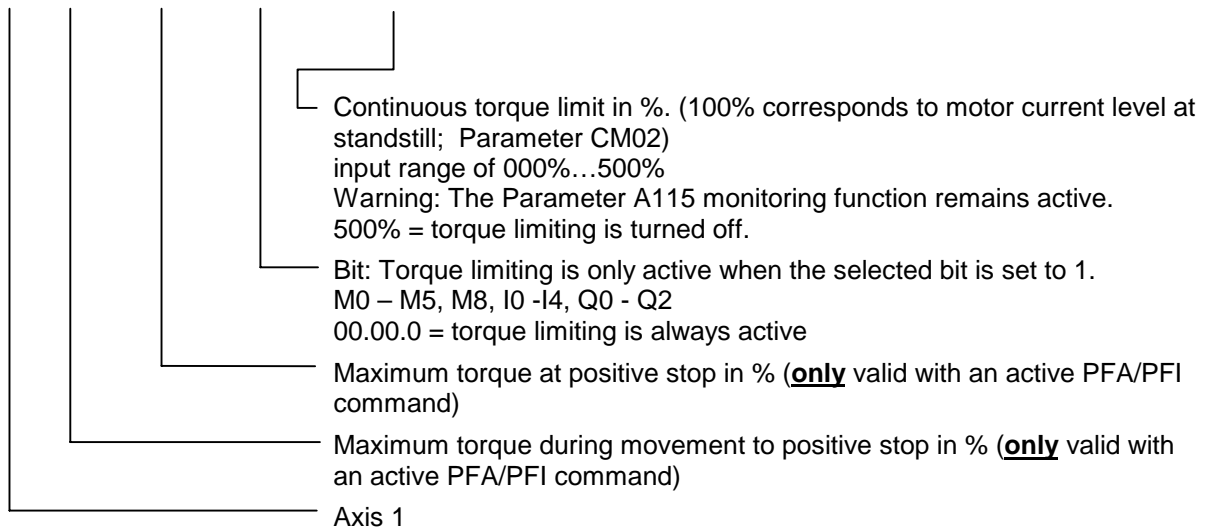 Continuous torque limit in %. (100% corresponds to motor current level at
standstill;  Parameter CM02)
input range of 000%…500%
Warning: The Parameter A115 monitoring function remains active.
500% = torque limiting is turned off.
Bit: Torque limiting is only active when the selected bit is set to 1.
M0 – M5, M8, I0 -I4, Q0 - Q2
00.00.0 = torque limiting is always active
Maximum torque at positive stop in % (only valid with an active PFA/PFI
command)
Maximum torque during movement to positive stop in % (only valid with
an active PFA/PFI command)
Axis 1